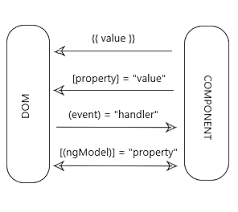 {{ value }}
[property] = "value"
(event) = "handler"
[(ngModel)] = "property"
DOM
COMPONENT